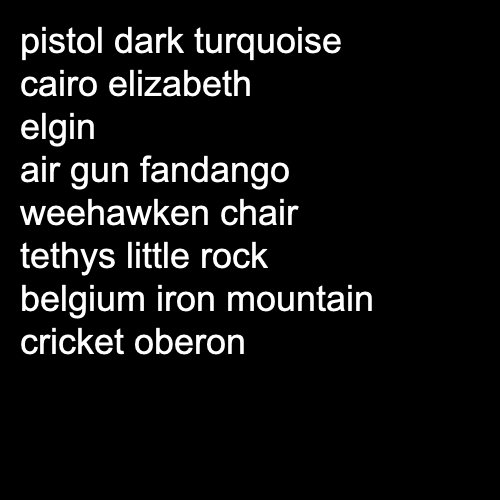 pistol dark turquoise
cairo elizabeth
elgin
air gun fandango
weehawken chair
tethys little rock
belgium iron mountain
cricket oberon